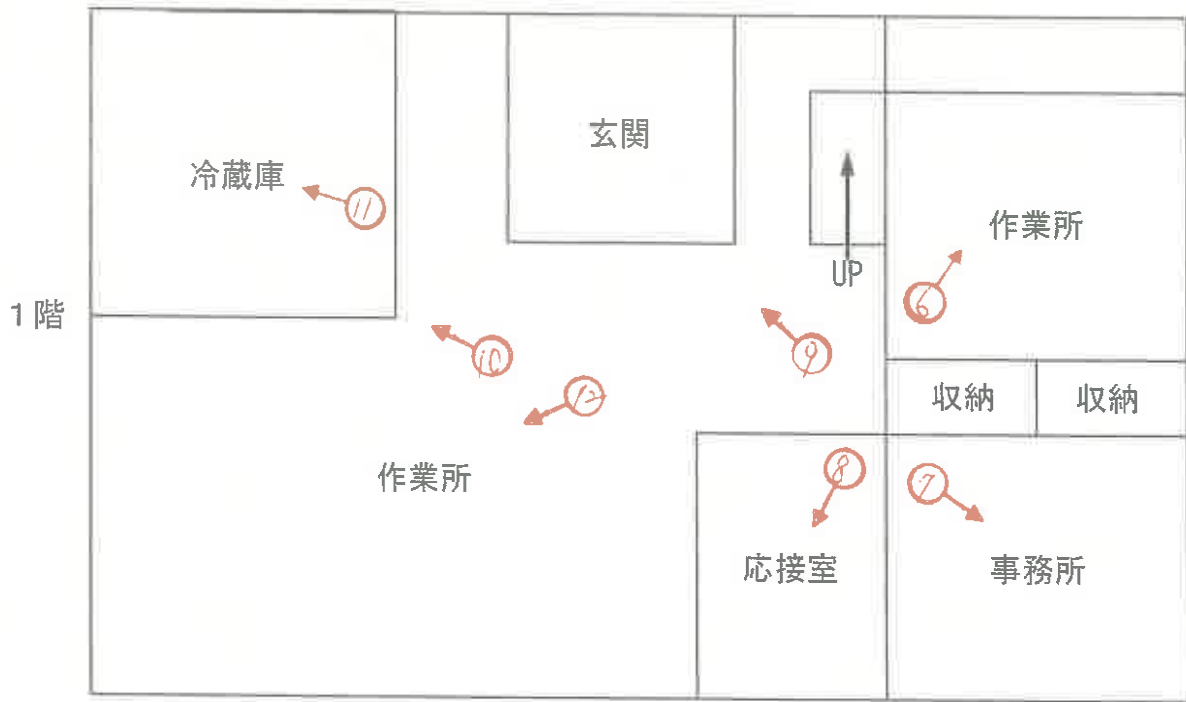 玄関
冷蔵庫
⑪
作業所
UP
⑥
1階
⑩
⑨
⑫
収納
収納
作業所
⑧
⑦
応接室
事務所